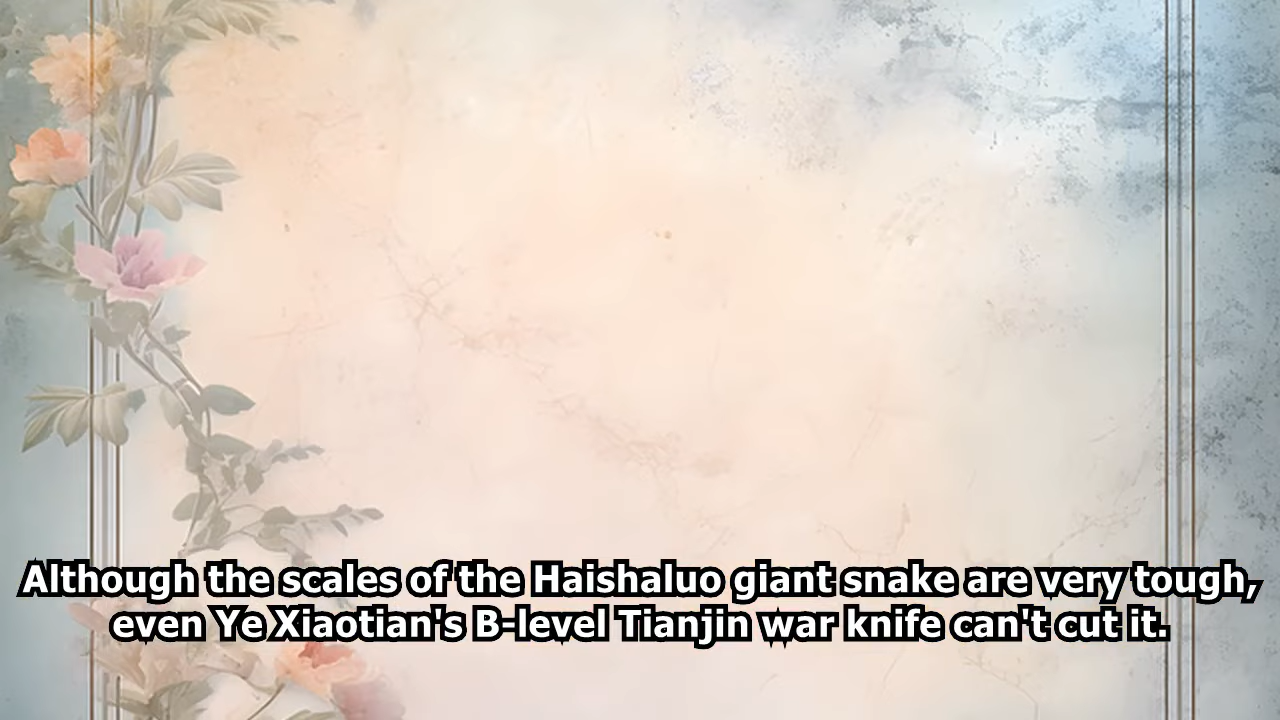 Although the scales of the Haishaluo giant snake are very tough,
even Ye Xiaotian's B-level Tianjin war knife can't cut it.